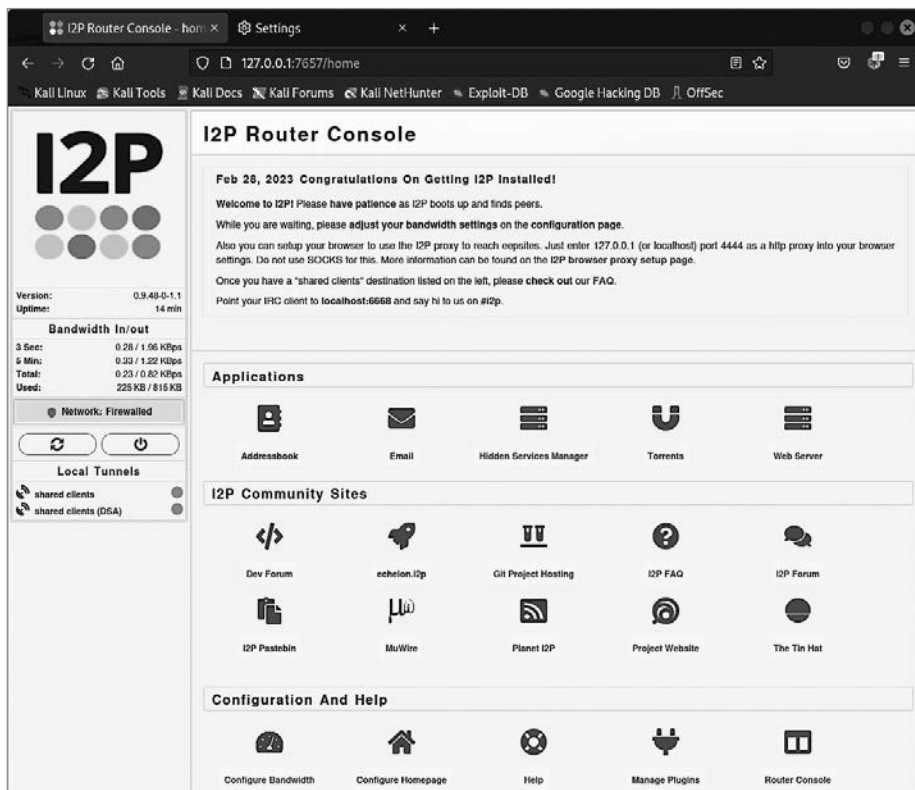 I2P Router Console - hom ×
Settings ×
127.0.0.1:7657/home
Kali Linux Kali Tools Kali Docs Kali Forums Kali NetHunter Exploit-DB Google Hacking DB OffSec
I2P
Version: 0.9.48-0-1.1
Uptime: 14 min
Bandwidth In/out
3 Sec: 0.28 / 1.96 KBps
5 Min: 0.33 / 1.22 KBps
Total: 0.23 / 0.82 KBps
Used: 225 KB / 815 KB
Network: Firewalled
Local Tunnels
shared clients
shared clients (DSA)
I2P Router Console
Feb 28, 2023 Congratulations On Getting I2P Installed!
Welcome to I2P! Please have patience as I2P boots up and finds peers.
While you are waiting, please adjust your bandwidth settings on the configuration page.
Also you can setup your browser to use the I2P proxy to reach eepsites. Just enter 127.0.0.1 (or localhost) port 4444 as a http proxy into your browser
settings. Do not use SOCKS for this. More information can be found on the I2P browser proxy setup page.
Once you have a "shared clients" destination listed on the left, please check out our FAQ.
Point your IRC client to localhost:6668 and say hi to us on #i2p.
Applications
Addressbook Email Hidden Services Manager Torrents Web Server
I2P Community Sites
Dev Forum echelon.i2p Git Project Hosting I2P FAQ I2P Forum
I2P Pastebin MuWire Planet I2P Project Website The Tin Hat
Configuration And Help
Configure Bandwidth Configure Homepage Help Manage Plugins Router Console